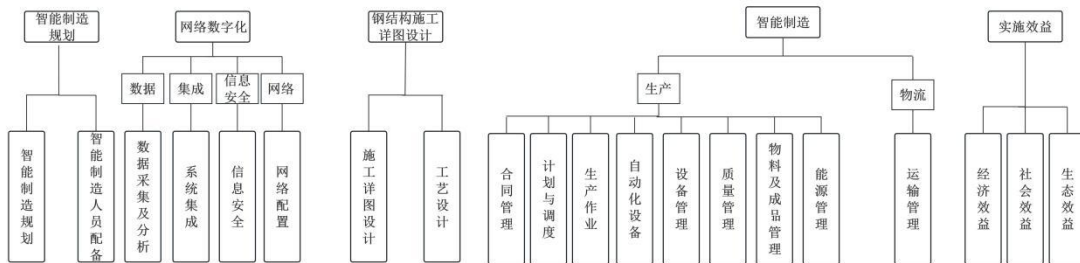 智能制造
规划
网络数字化
钢结构施工
详图设计
智能制造
实施效益
数据
集成
信息
安全
网络
生产
物流
智能制造规划
智能制造人员配备
数据采集及分析
系统集成
信息安全
网络配置
施工详图设计
工艺设计
合同管理
计划与调度
生产作业
自动化设备
设备管理
质量管理
物料及成品管理
能源管理
运输管理
经济效益
社会效益
生态效益